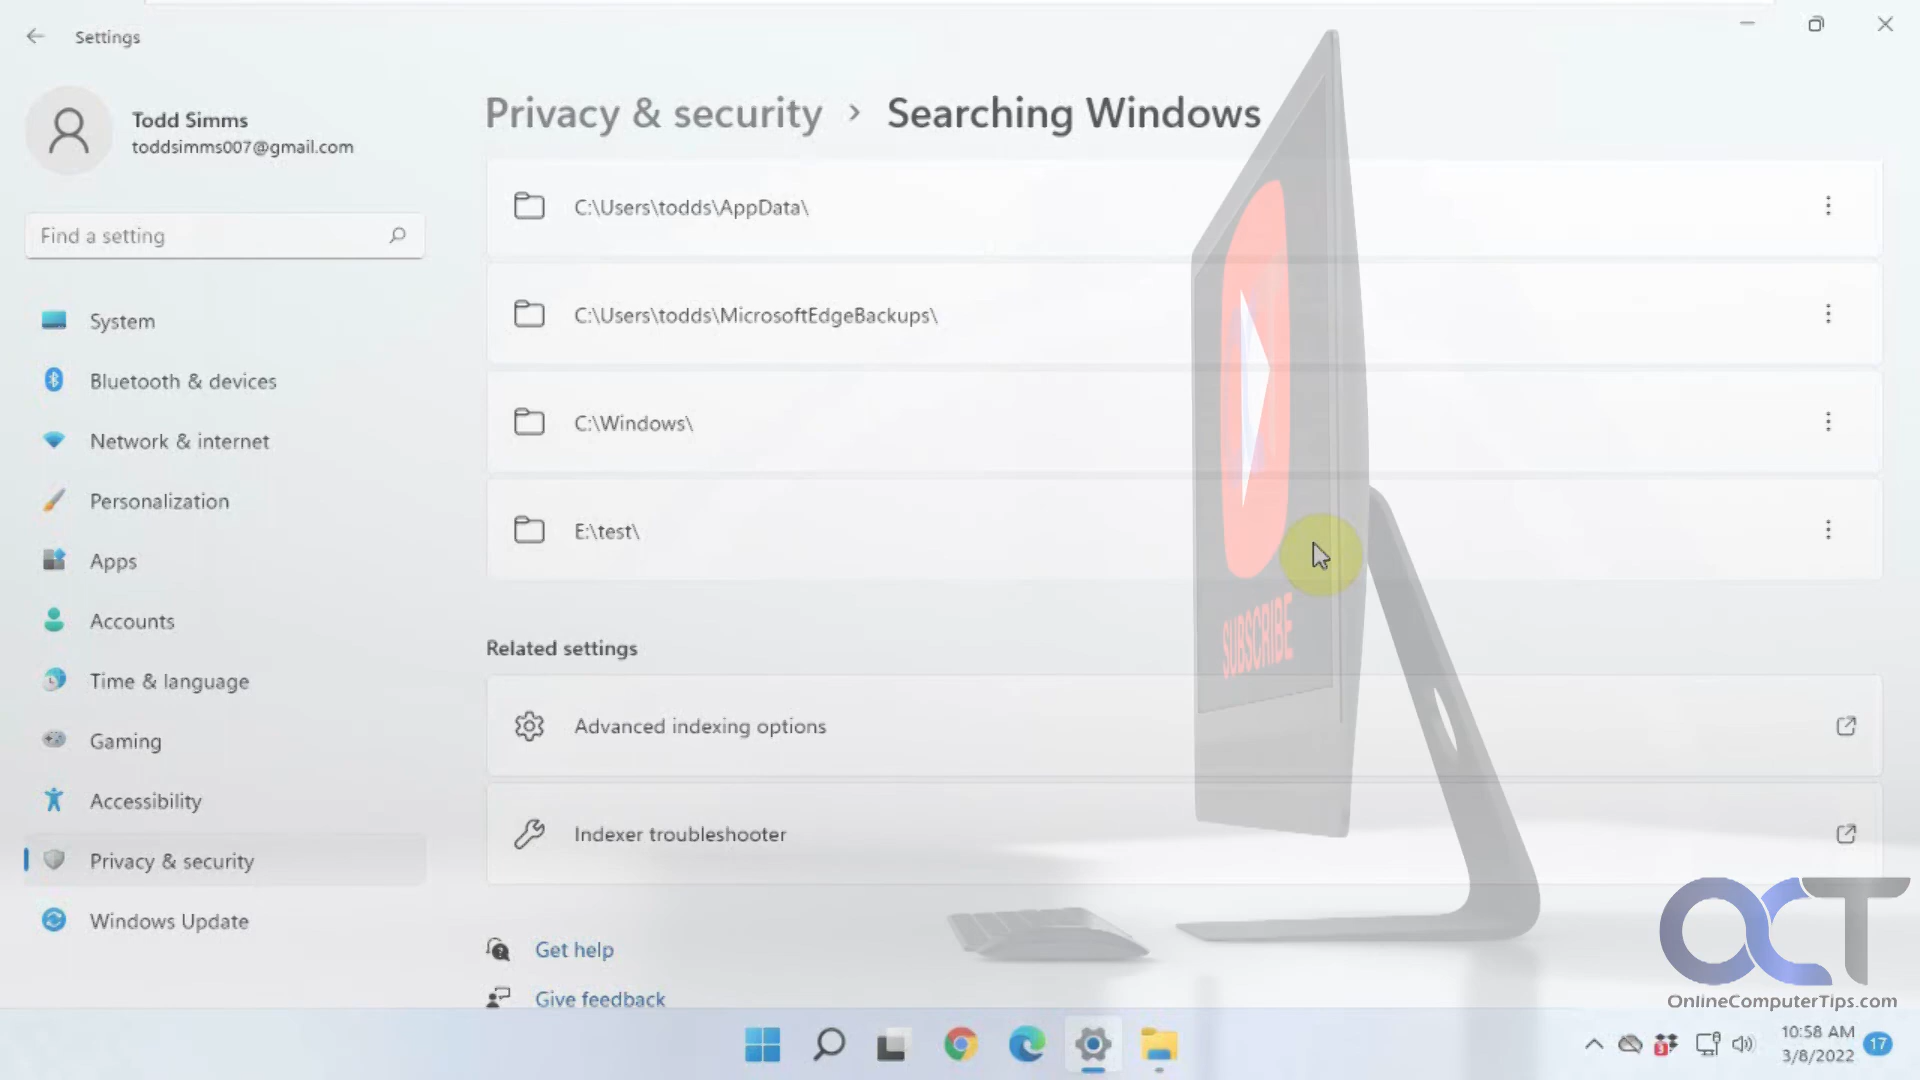 Settings
Todd Simms
toddsimms007@gmail.com
Find a setting
System
Bluetooth & devices
Network & internet
Personalization
Apps
Accounts
Time & language
Gaming
Accessibility
Privacy & security
Windows Update
Privacy & security › Searching Windows
C:\Users\todds\AppData\
C:\Users\todds\MicrosoftEdgeBackups\
C:\Windows\
E:\test\
Related settings
Advanced indexing options
Indexer troubleshooter
Get help
Give feedback
SUBSCRIBE
OCT
OnlineComputerTips.com
3
10:58 AM
3/8/2022
17